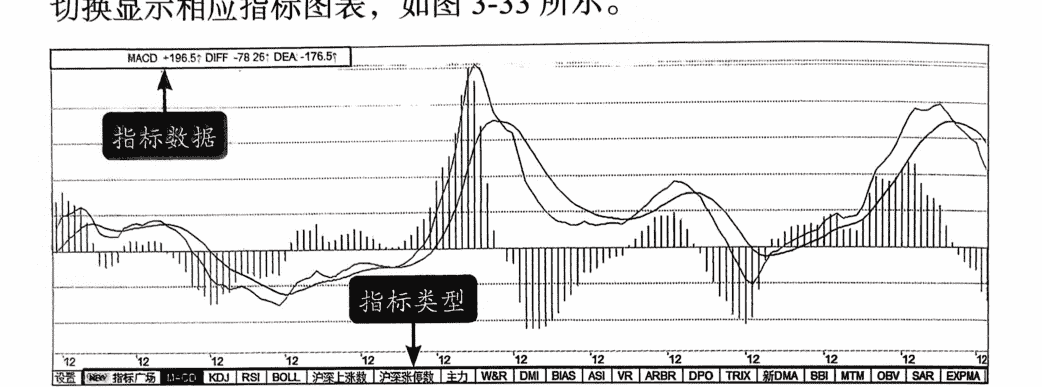 切换显示相应指标图表，如图 3-33 所示。
MACD +196.5↑ DIFF -78 26↑ DEA -176.5↑
指标数据
指标类型
'12 '12 '12 '12 '12 '12 '12 '12 '12 '12 '12 '12 '12
设置 NEW 指标广场 MACD KDJ RSI BOLL 沪深上涨数 沪深涨停数 主力 W&R DMI BIAS ASI VR ARBR DPO TRIX 新DMA BBI MTM OBV SAR EXPMA